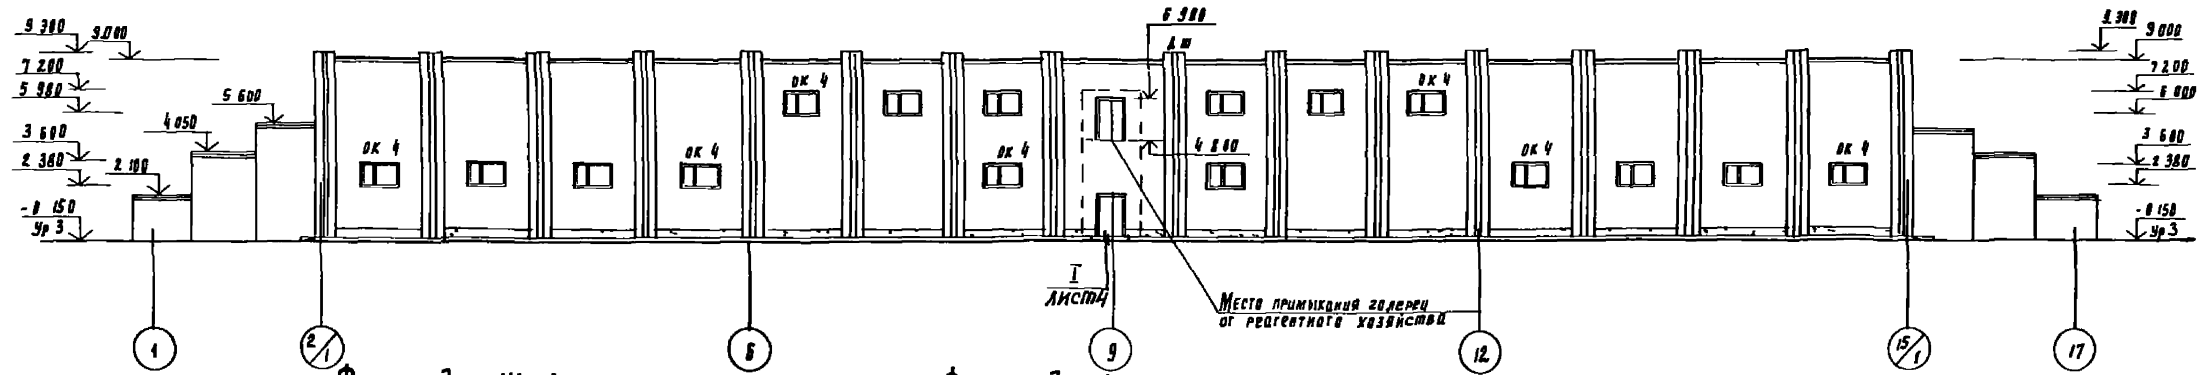 6 980
9 380
9.000
7 200
5 980
5 600
4 050
3 600
2 380
2 100
- 0 150
Ур 3
ок 4
ок 4
ок 4
ок 4
4 860
ок 4
ок 4
ок 4
9 000
7 200
6 000
3 600
2 380
- 0 150
Ур 3
I
лист 4
Место примыкания галереи
от реагентного хозяйства
1
2/1
6
9
12
15/1
17